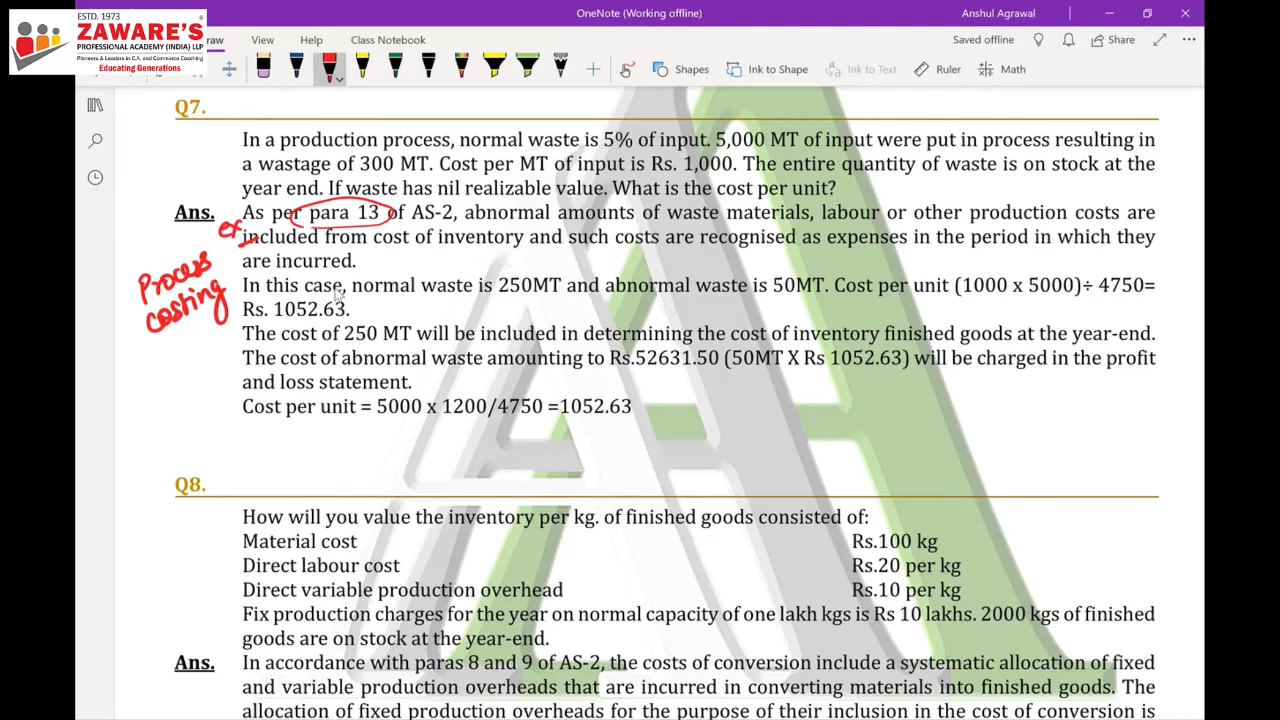 ESTD. 1973
ZAWARE'S
PROFESSIONAL ACADEMY (INDIA) LLP
Pioneers & Leaders in C.A. and Commerce Coaching
Educating Generations
OneNote (Working offline)
Anshul Agrawal
View Help Class Notebook
Saved offline
Share
Shapes
Ink to Shape
Ink to Text
Ruler
Math
Q7.
In a production process, normal waste is 5% of input. 5,000 MT of input were put in process resulting in
a wastage of 300 MT. Cost per MT of input is Rs. 1,000. The entire quantity of waste is on stock at the
year end. If waste has nil realizable value. What is the cost per unit?
Ans. As per para 13 of AS-2, abnormal amounts of waste materials, labour or other production costs are
ex
included from cost of inventory and such costs are recognised as expenses in the period in which they
are incurred.
Process
costing
In this case, normal waste is 250MT and abnormal waste is 50MT. Cost per unit (1000 x 5000)÷ 4750=
Rs. 1052.63.
The cost of 250 MT will be included in determining the cost of inventory finished goods at the year-end.
The cost of abnormal waste amounting to Rs.52631.50 (50MT X Rs 1052.63) will be charged in the profit
and loss statement.
Cost per unit = 5000 x 1200/4750 =1052.63
Q8.
How will you value the inventory per kg. of finished goods consisted of:
Material cost Rs.100 kg
Direct labour cost Rs.20 per kg
Direct variable production overhead Rs.10 per kg
Fix production charges for the year on normal capacity of one lakh kgs is Rs 10 lakhs. 2000 kgs of finished
goods are on stock at the year-end.
Ans. In accordance with paras 8 and 9 of AS-2, the costs of conversion include a systematic allocation of fixed
and variable production overheads that are incurred in converting materials into finished goods. The
allocation of fixed production overheads for the purpose of their inclusion in the cost of conversion is